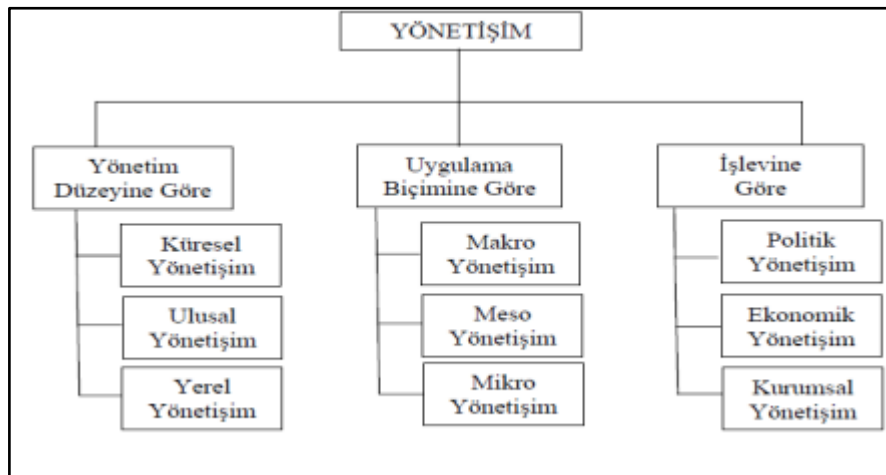 YÖNETİŞİM
Yönetim
Düzeyine Göre
Küresel
Yönetişim
Ulusal
Yönetişim
Yerel
Yönetişim
Uygulama
Biçimine Göre
Makro
Yönetişim
Meso
Yönetişim
Mikro
Yönetişim
İşlevine
Göre
Politik
Yönetişim
Ekonomik
Yönetişim
Kurumsal
Yönetişim